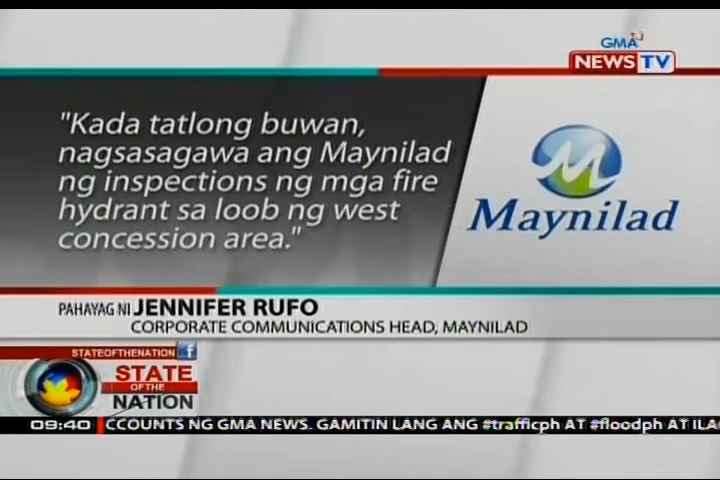 GMA
NEWS TV
"Kada tatlong buwan,
nagsasagawa ang Maynilad
ng inspections ng mga fire
hydrant sa loob ng west
concession area."
Maynilad
PAHAYAG NI JENNIFER RUFO
CORPORATE COMMUNICATIONS HEAD, MAYNILAD
STATEOFTHENATION f
STATE
OF THE
NATION
09:40 CCOUNTS NG GMA NEWS. GAMITIN LANG ANG #trafficph AT #floodph AT ILA